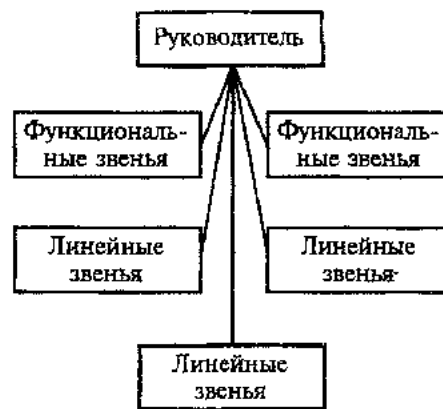 Руководитель
Функциональ-
ные звенья
Функциональ-
ные звенья
Линейные
звенья
Линейные
звенья
Линейные
звенья